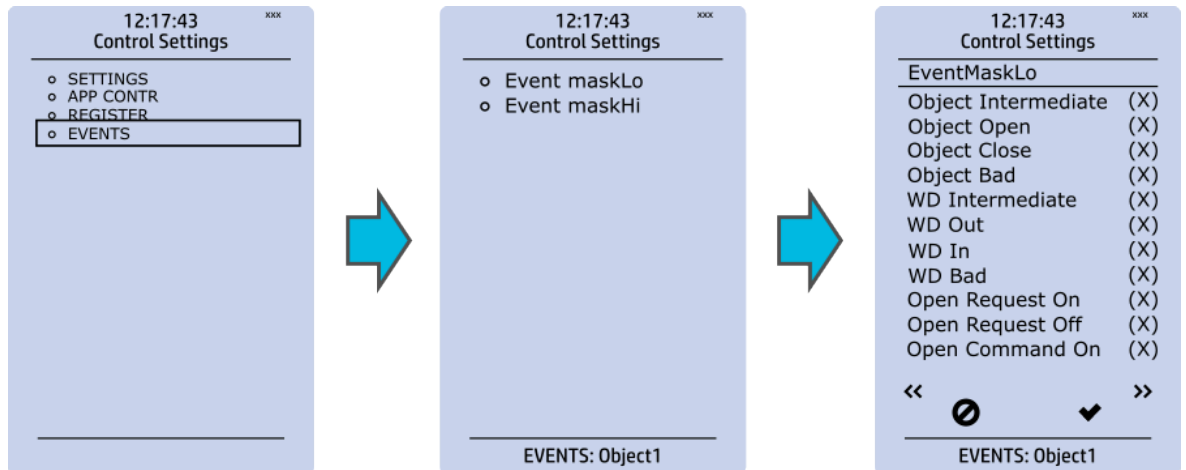 12:17:43 xxx
Control Settings
SETTINGS
APP CONTR
REGISTER
EVENTS
12:17:43 xxx
Control Settings
Event maskLo
Event maskHi
EVENTS: Object1
12:17:43 xxx
Control Settings
EventMaskLo
Object Intermediate (X)
Object Open (X)
Object Close (X)
Object Bad (X)
WD Intermediate (X)
WD Out (X)
WD In (X)
WD Bad (X)
Open Request On (X)
Open Request Off (X)
Open Command On (X)
<< >>
EVENTS: Object1